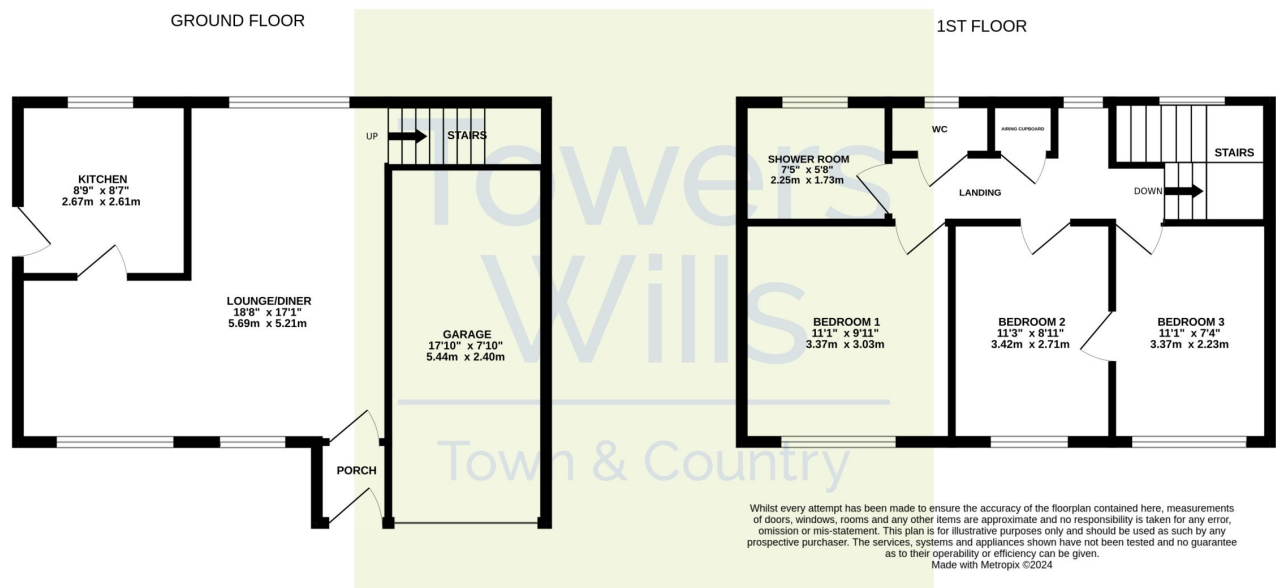 GROUND FLOOR
1ST FLOOR
KITCHEN
8'9" x 8'7"
2.67m x 2.61m
UP
STAIRS
LOUNGE/DINER
18'8" x 17'1"
5.69m x 5.21m
GARAGE
17'10" x 7'10"
5.44m x 2.40m
PORCH
SHOWER ROOM
7'5" x 5'8"
2.25m x 1.73m
WC
AIRING CUPBOARD
STAIRS
LANDING
DOWN
BEDROOM 1
11'1" x 9'11"
3.37m x 3.03m
BEDROOM 2
11'3" x 8'11"
3.42m x 2.71m
BEDROOM 3
11'1" x 7'4"
3.37m x 2.23m
Towers
Wills
Town & Country
Whilst every attempt has been made to ensure the accuracy of the floorplan contained here, measurements
of doors, windows, rooms and any other items are approximate and no responsibility is taken for any error,
omission or mis-statement. This plan is for illustrative purposes only and should be used as such by any
prospective purchaser. The services, systems and appliances shown have not been tested and no guarantee
as to their operability or efficiency can be given.
Made with Metropix ©2024